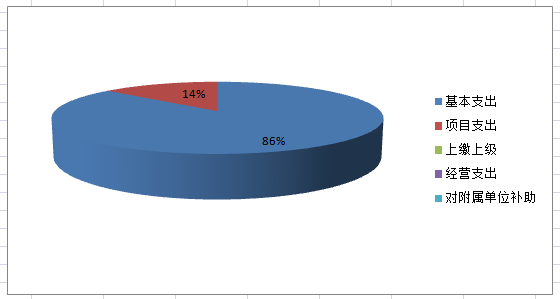 14%
86%
基本支出
项目支出
上缴上级
经营支出
对附属单位补助